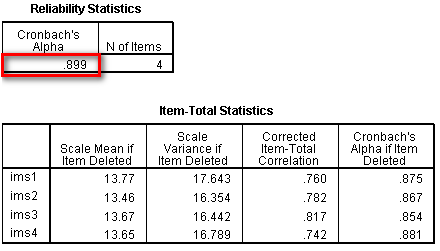 Reliability Statistics
Cronbach's
Alpha N of Items
.899 4
Item-Total Statistics
Scale Mean if
Item Deleted
Scale
Variance if
Item Deleted
Corrected
Item-Total
Correlation
Cronbach's
Alpha if Item
Deleted
ims1 13.77 17.643 .760 .875
ims2 13.46 16.354 .782 .867
ims3 13.67 16.442 .817 .854
ims4 13.65 16.789 .742 .881